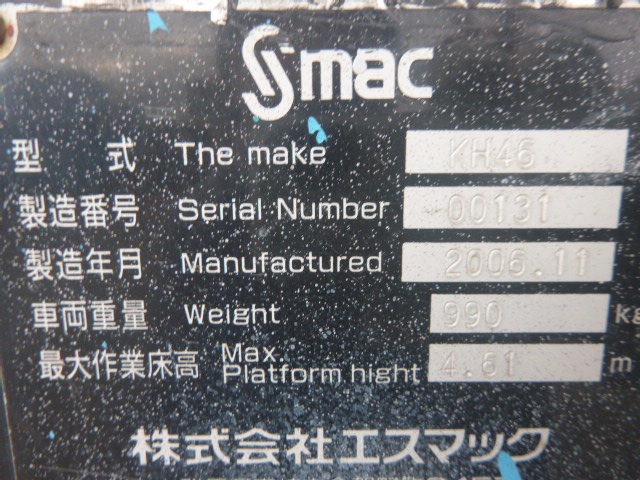 Smac
型 式 The make KH46
製造番号 Serial Number 00131
製造年月 Manufactured 2006.11
車両重量 Weight 990 kg
最大作業床高 Max. Platform hight 4.61 m
株式会社エスマック